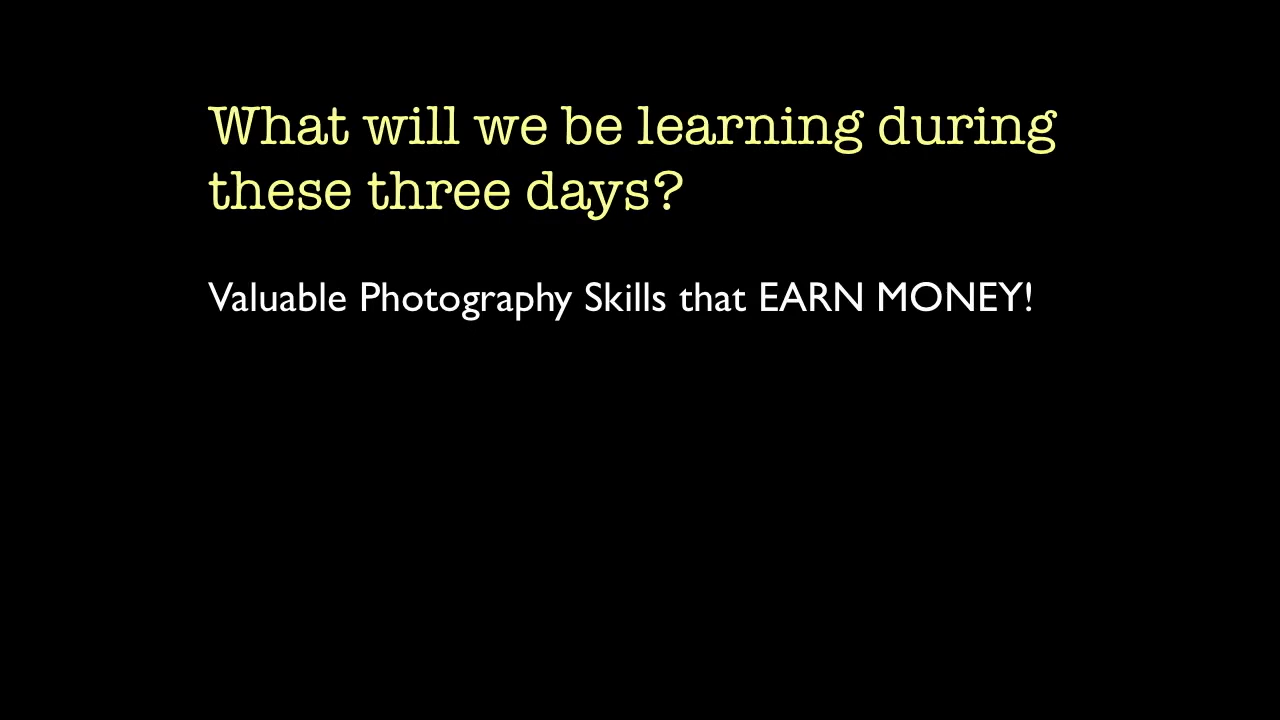 What will we be learning during
these three days?
Valuable Photography Skills that EARN MONEY!